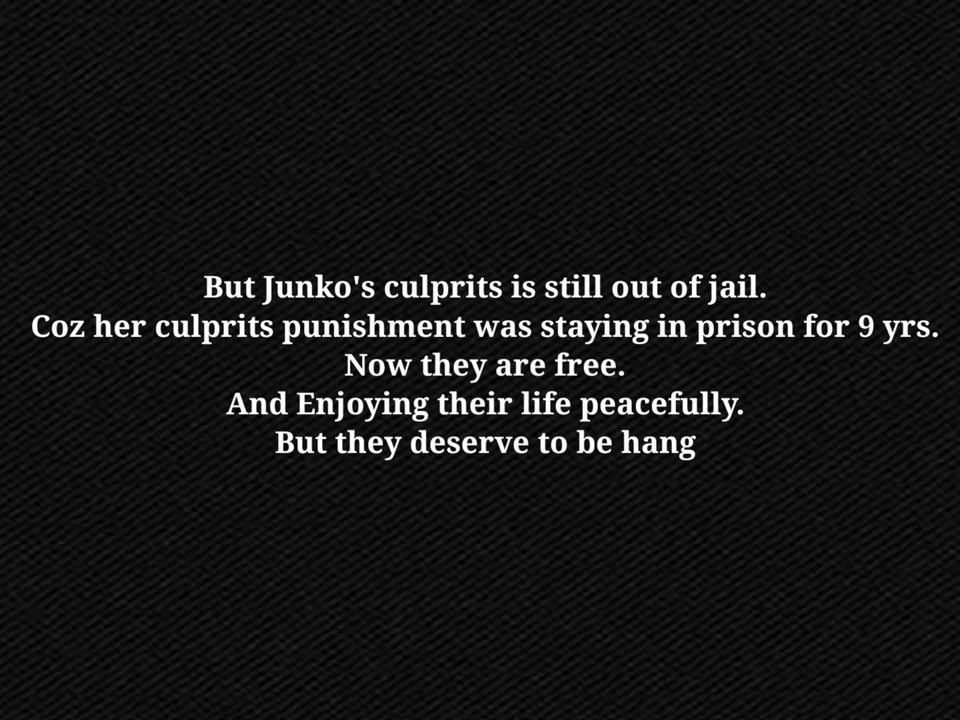 But Junko's culprits is still out of jail.
Coz her culprits punishment was staying in prison for 9 yrs.
Now they are free.
And Enjoying their life peacefully.
But they deserve to be hang